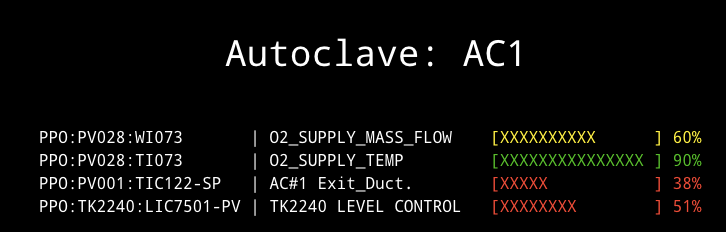 Autoclave: AC1
PPO:PV028:WI073 | O2_SUPPLY_MASS_FLOW [XXXXXXXXXX ] 60%
PPO:PV028:TI073 | O2_SUPPLY_TEMP [XXXXXXXXXXXXXXX ] 90%
PPO:PV001:TIC122-SP | AC#1 Exit_Duct. [XXXXX ] 38%
PPO:TK2240:LIC7501-PV | TK2240 LEVEL CONTROL [XXXXXXXX ] 51%